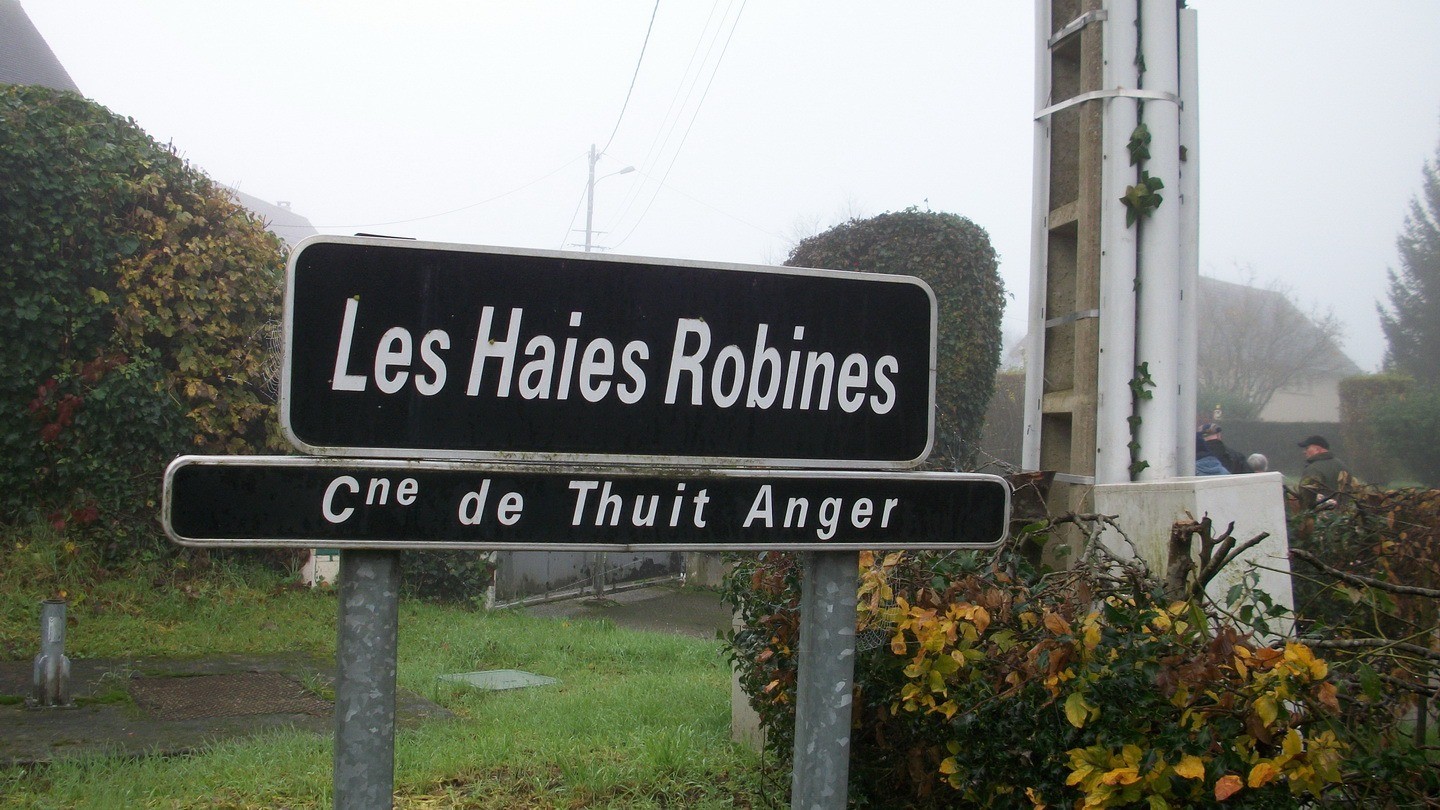 Les Haies Robines
Cne de Thuit Anger